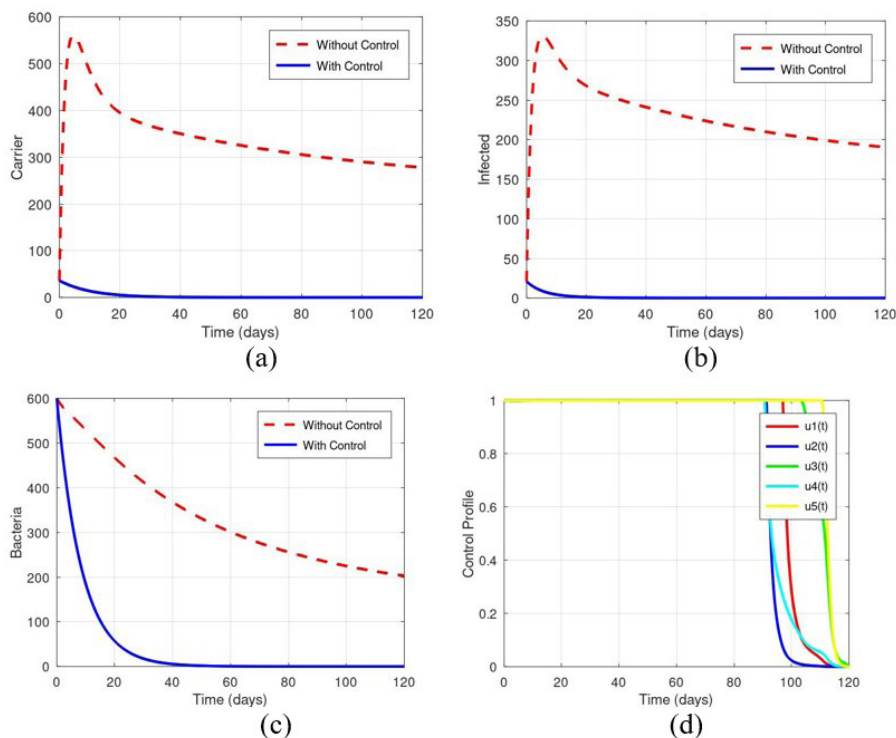 600
500
400
300
200
100
0
Carrier
Without Control
With Control
0 20 40 60 80 100 120
Time (days)
(a)
350
300
250
200
150
100
50
0
Infected
Without Control
With Control
0 20 40 60 80 100 120
Time (days)
(b)
600
500
400
300
200
100
0
Bacteria
Without Control
With Control
0 20 40 60 80 100 120
Time (days)
(c)
1
0.8
0.6
0.4
0.2
0
Control Profile
u1(t)
u2(t)
u3(t)
u4(t)
u5(t)
0 20 40 60 80 100 120
Time (days)
(d)